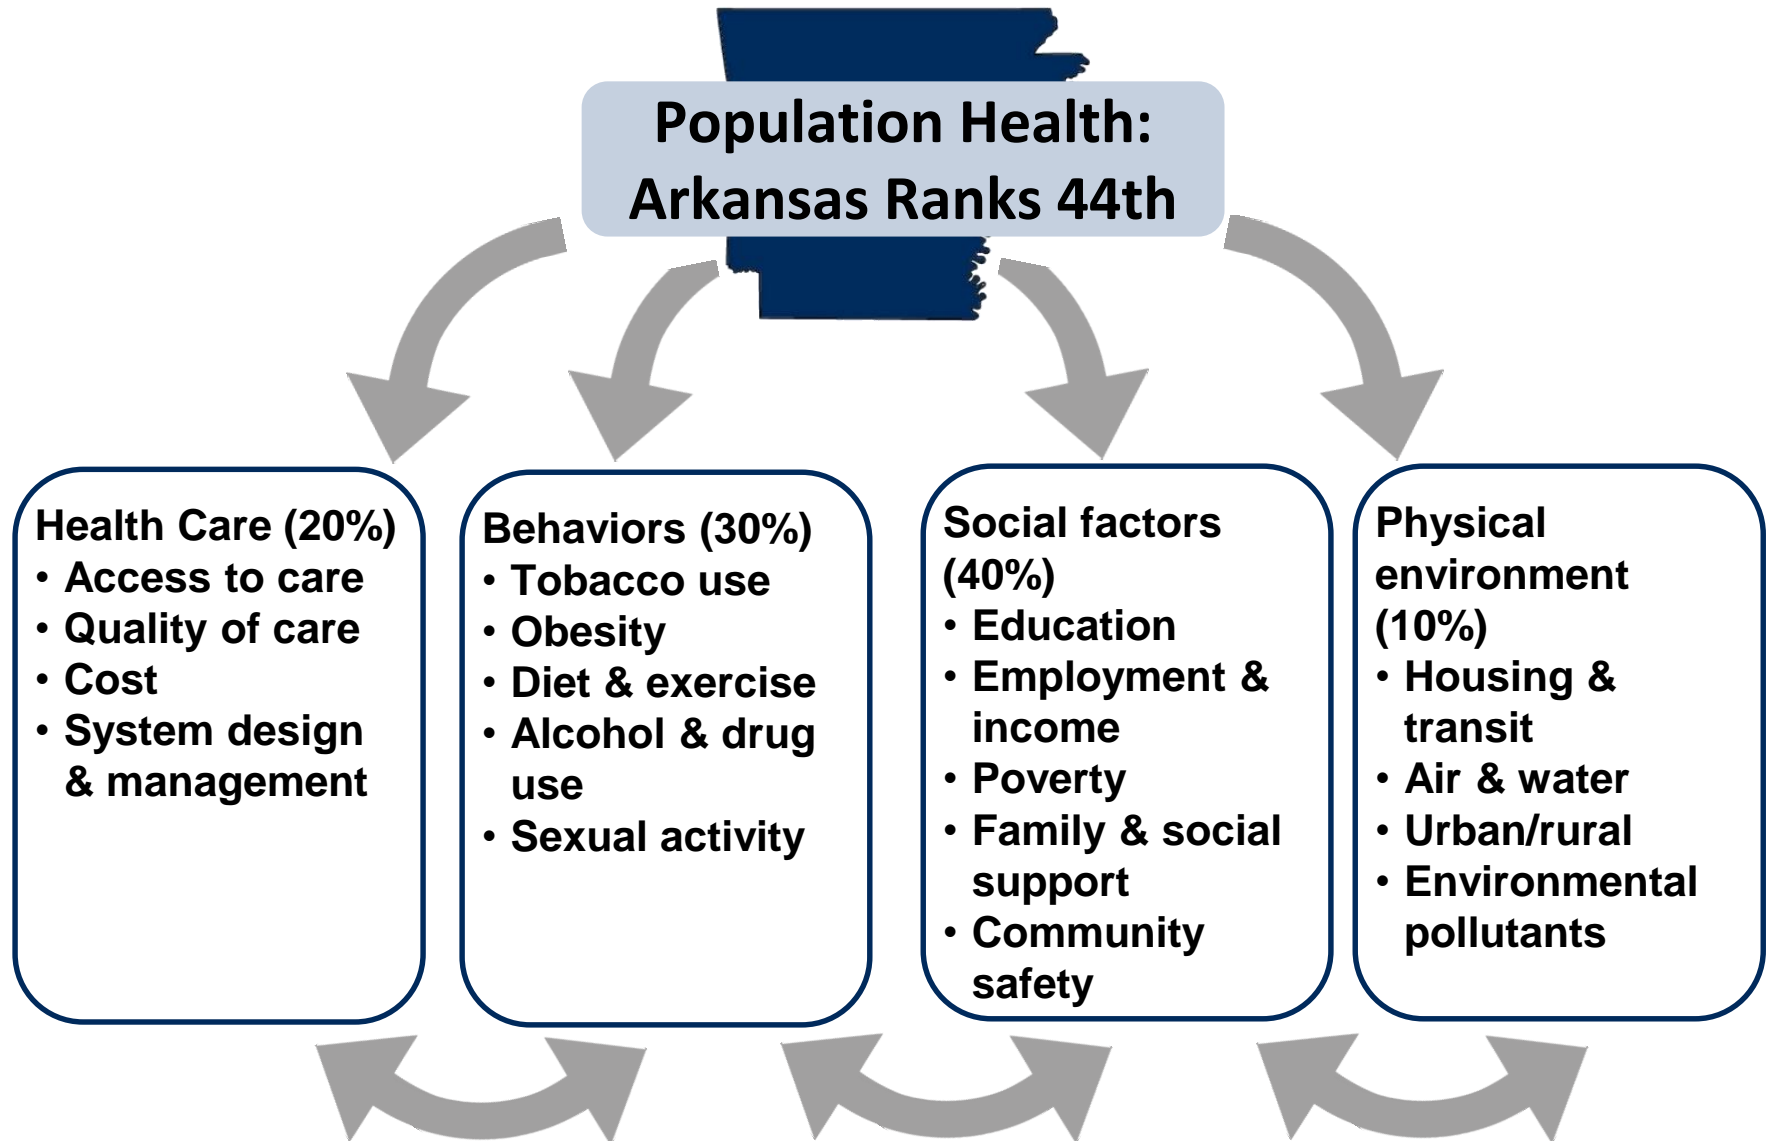 Population Health:
Arkansas Ranks 44th
Health Care (20%)
• Access to care
• Quality of care
• Cost
• System design
& management
Behaviors (30%)
• Tobacco use
• Obesity
• Diet & exercise
• Alcohol & drug
use
• Sexual activity
Social factors
(40%)
• Education
• Employment &
income
• Poverty
• Family & social
support
• Community
safety
Physical
environment
(10%)
• Housing &
transit
• Air & water
• Urban/rural
• Environmental
pollutants